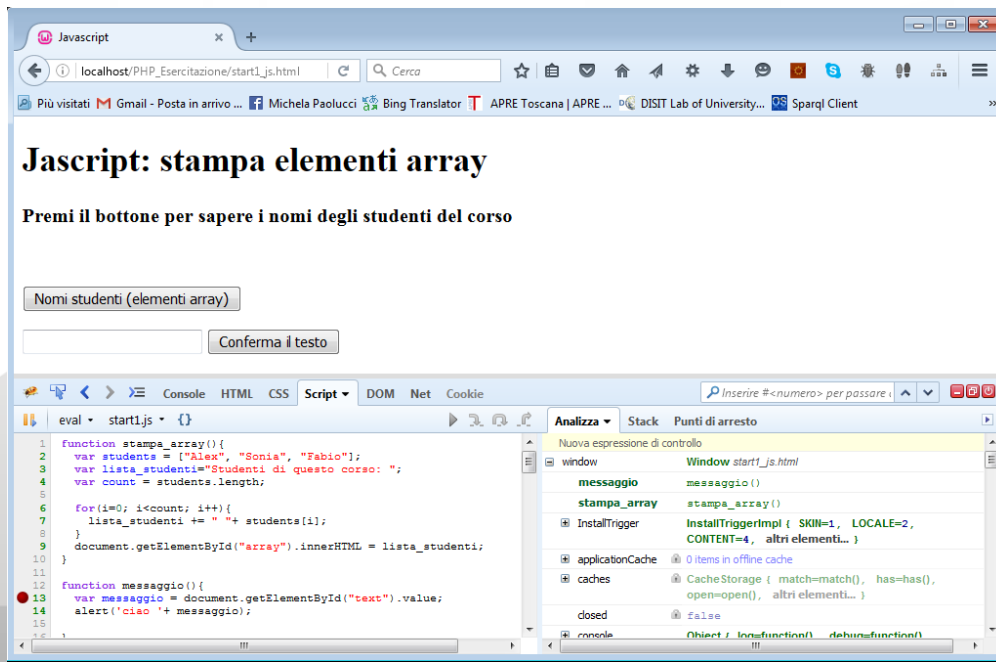 Javascript
localhost/PHP_Esercitazione/start1_js.html
Cerca
Più visitati
Gmail - Posta in arrivo ...
Michela Paolucci
Bing Translator
APRE Toscana | APRE ...
DISIT Lab of University...
Sparql Client
Jascript: stampa elementi array
Premi il bottone per sapere i nomi degli studenti del corso
Nomi studenti (elementi array)
Conferma il testo
Console HTML CSS Script DOM Net Cookie
Inserire #<numero> per passare
eval start1.js {}
1 function stampa_array(){
2 var students = ["Alex", "Sonia", "Fabio"];
3 var lista_studenti="Studenti di questo corso: ";
4 var count = students.length;
5
6 for(i=0; i<count; i++){
7 lista_studenti += " "+ students[i];
8 }
9 document.getElementById("array").innerHTML = lista_studenti;
10 }
11
12 function messaggio(){
13 var messaggio = document.getElementById("text").value;
14 alert('ciao '+ messaggio);
15
16 }
Analizza Stack Punti di arresto
Nuova espressione di controllo
window Window start1_js.html
messaggio messaggio()
stampa_array stampa_array()
InstallTrigger InstallTriggerImpl { SKIN=1, LOCALE=2,
CONTENT=4, altri elementi... }
applicationCache 0 items in offline cache
caches CacheStorage { match=match(), has=has(),
open=open(), altri elementi... }
closed false
console Object { log=function(), debug=function()